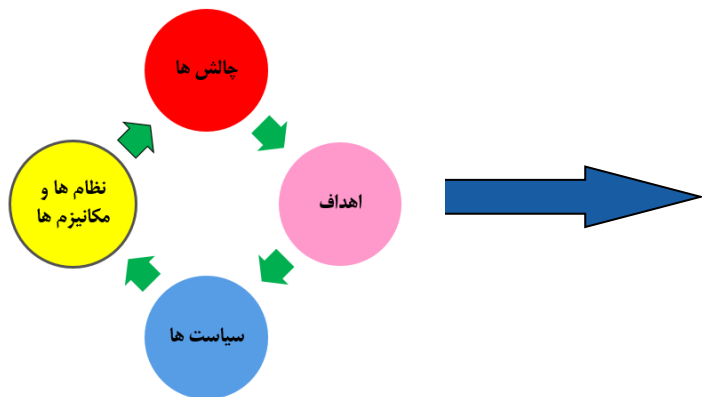 چالش ها
اهداف
سیاست ها
نظام ها و
مکانیزم ها